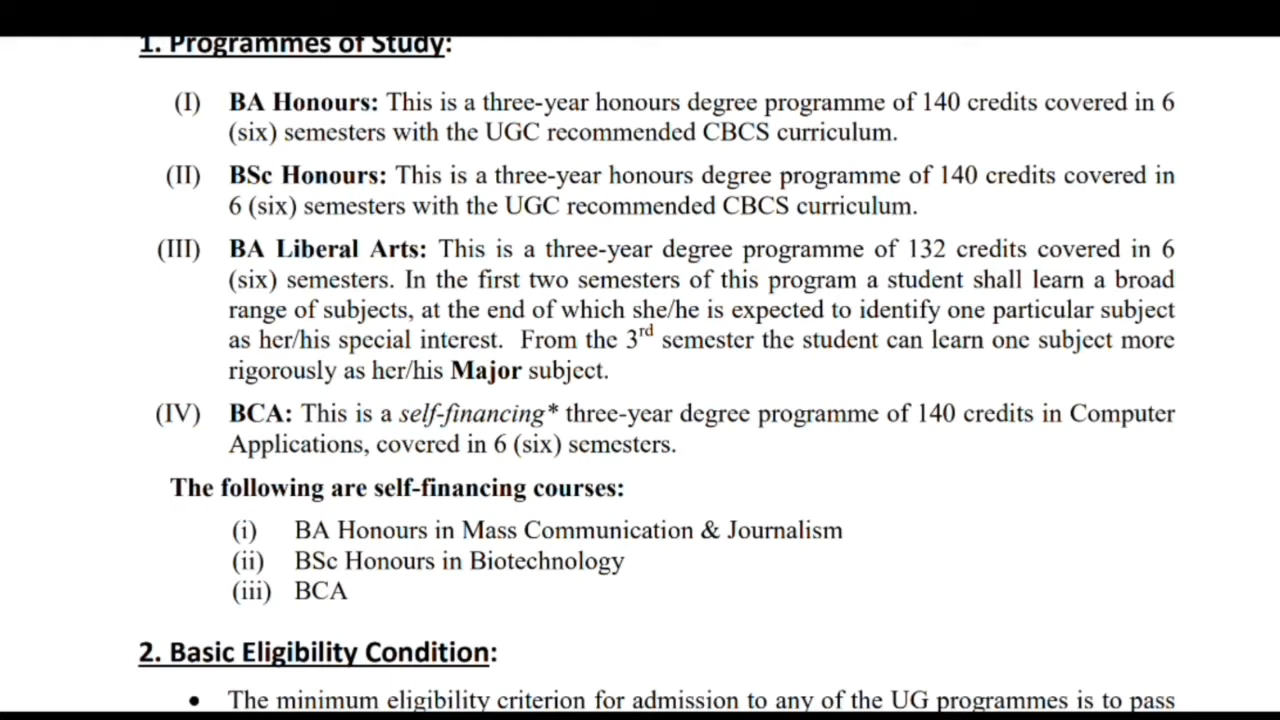 1. Programmes of Study:
(I) BA Honours: This is a three-year honours degree programme of 140 credits covered in 6
(six) semesters with the UGC recommended CBCS curriculum.
(II) BSc Honours: This is a three-year honours degree programme of 140 credits covered in
6 (six) semesters with the UGC recommended CBCS curriculum.
(III) BA Liberal Arts: This is a three-year degree programme of 132 credits covered in 6
(six) semesters. In the first two semesters of this program a student shall learn a broad
range of subjects, at the end of which she/he is expected to identify one particular subject
as her/his special interest. From the 3rd semester the student can learn one subject more
rigorously as her/his Major subject.
(IV) BCA: This is a self-financing* three-year degree programme of 140 credits in Computer
Applications, covered in 6 (six) semesters.
The following are self-financing courses:
(i) BA Honours in Mass Communication & Journalism
(ii) BSc Honours in Biotechnology
(iii) BCA
2. Basic Eligibility Condition:
• The minimum eligibility criterion for admission to any of the UG programmes is to pass